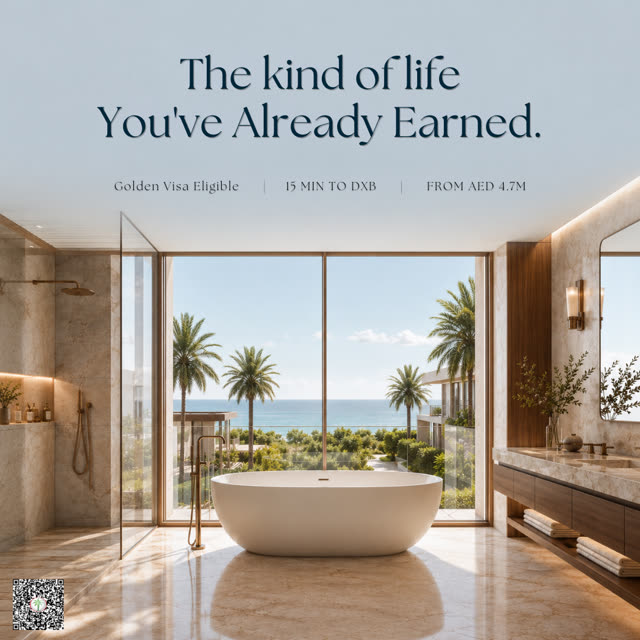 The kind of life
You've Already Earned.
Golden Visa Eligible | 15 MIN TO DXB | FROM AED 4.7M